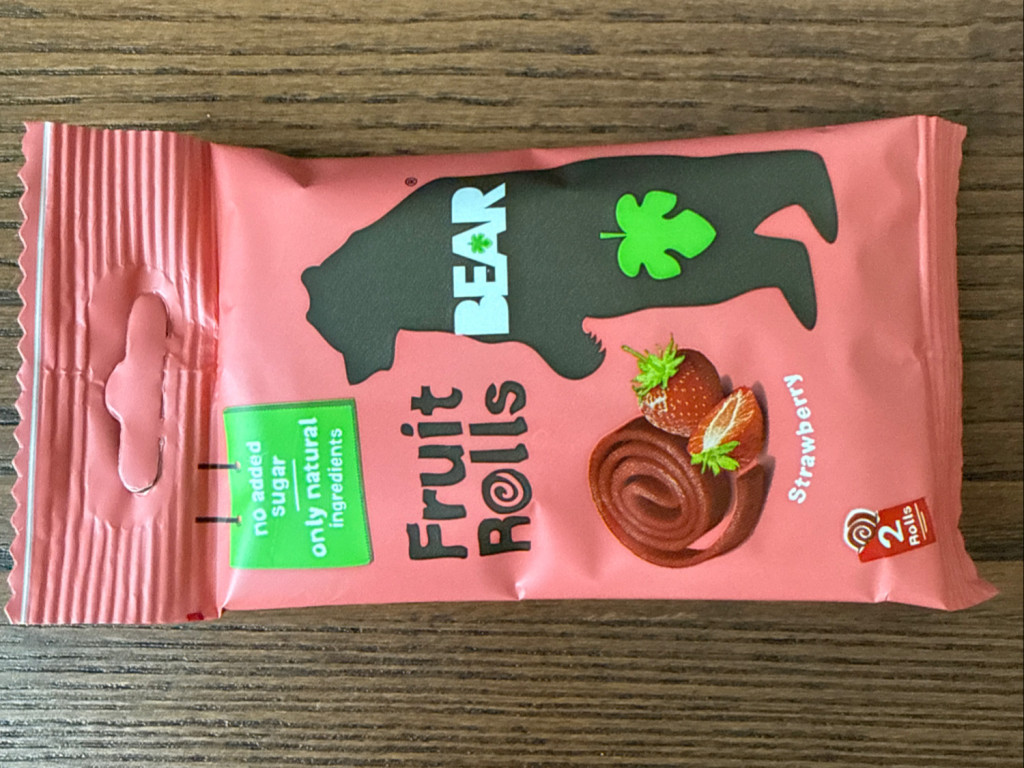 no added
sugar
only natural
ingredients
BEAR®
Fruit
Rolls
Strawberry
2
Rolls